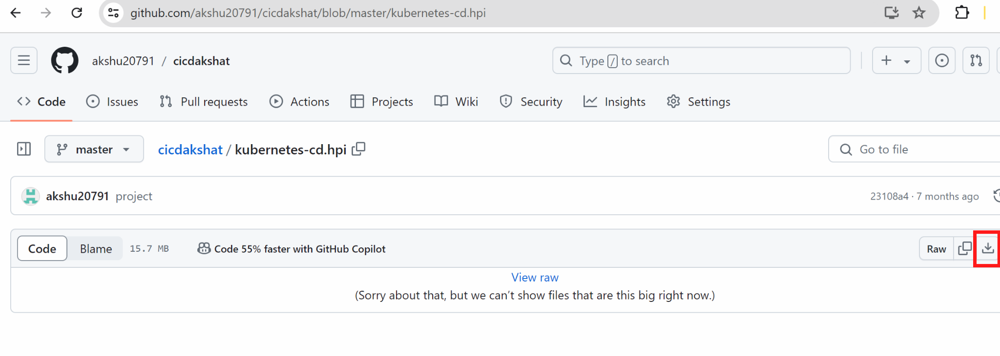 github.com/akshu20791/cicdakshat/blob/master/kubernetes-cd.hpi
akshu20791 / cicdakshat
Type / to search
Code Issues Pull requests Actions Projects Wiki Security Insights Settings
master cicdakshat / kubernetes-cd.hpi
Go to file
akshu20791 project
23108a4 · 7 months ago
Code Blame 15.7 MB Code 55% faster with GitHub Copilot
Raw
View raw
(Sorry about that, but we can’t show files that are this big right now.)